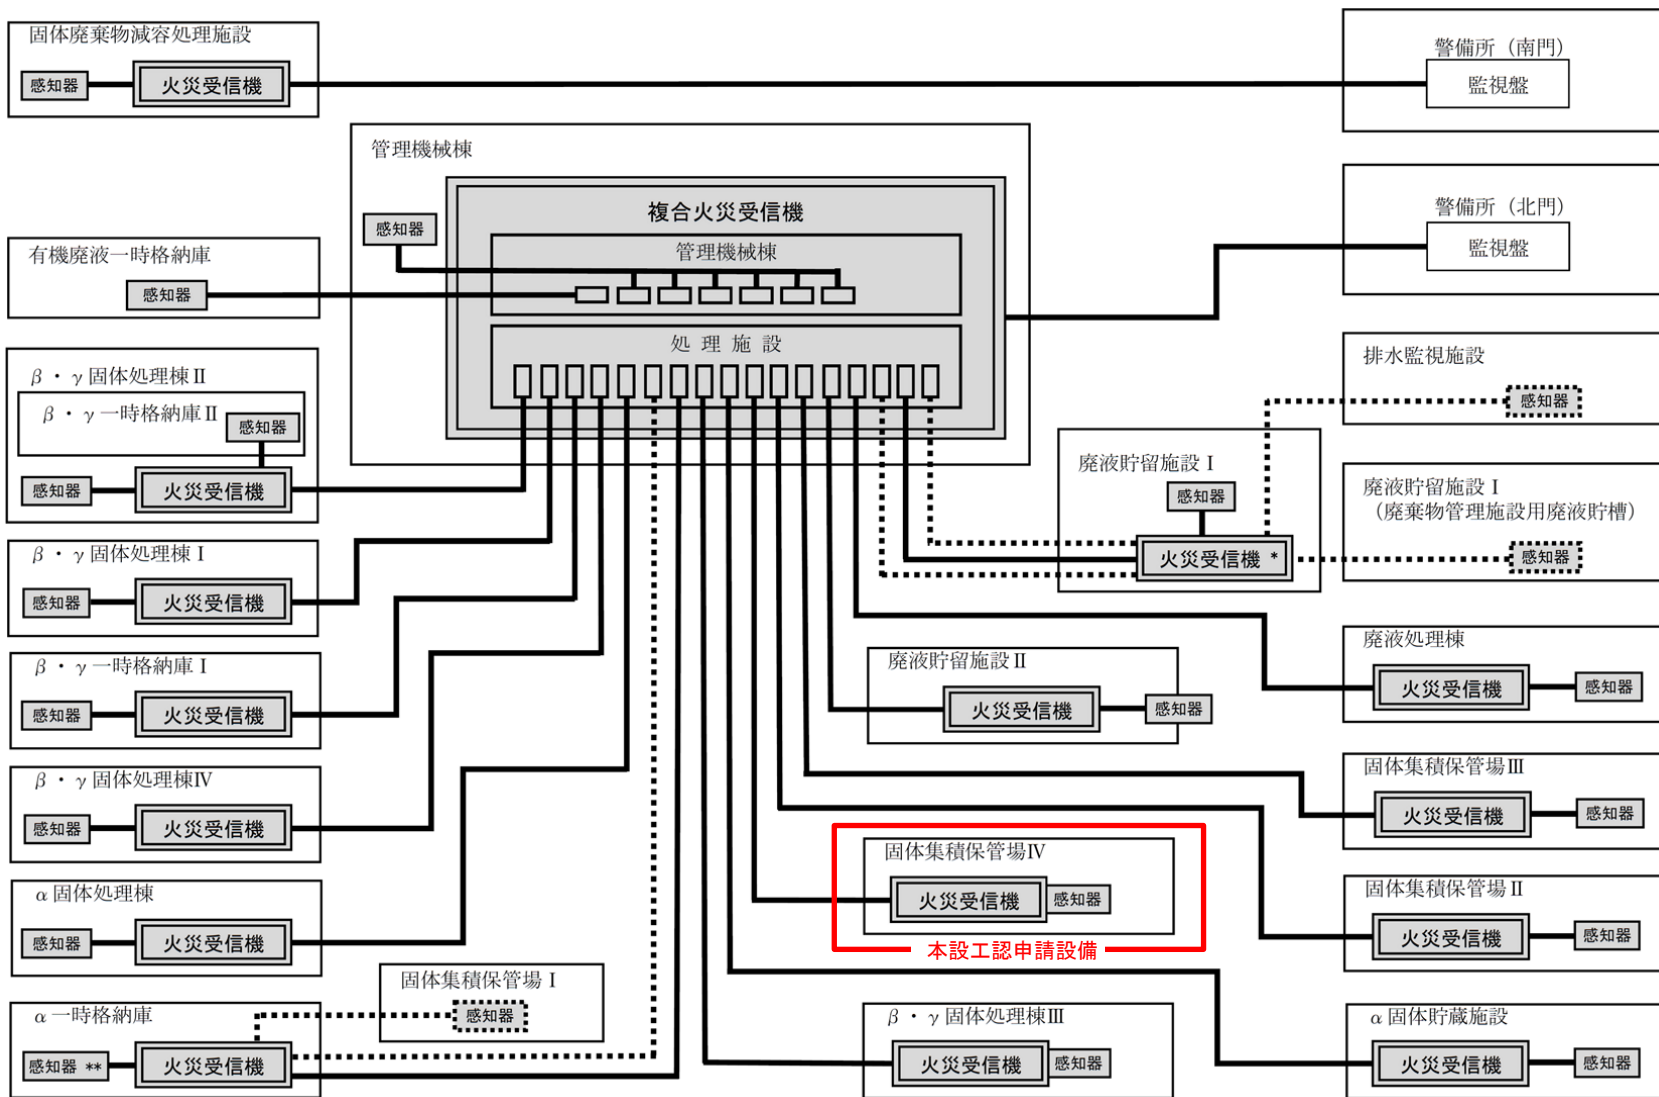 固体廃棄物減容処理施設
感知器
火災受信機
警備所（南門）
監視盤
管理機械棟
感知器
複合火災受信機
管理機械棟
処理施設
警備所（北門）
監視盤
有機廃液一時格納庫
感知器
β・γ固体処理棟Ⅱ
β・γ一時格納庫Ⅱ
感知器
感知器
火災受信機
排水監視施設
感知器
廃液貯留施設Ⅰ
感知器
火災受信機 *
廃液貯留施設Ⅰ
（廃棄物管理施設用廃液貯槽）
感知器
β・γ固体処理棟Ⅰ
感知器
火災受信機
β・γ一時格納庫Ⅰ
感知器
火災受信機
廃液貯留施設Ⅱ
火災受信機
感知器
廃液処理棟
火災受信機
感知器
β・γ固体処理棟Ⅳ
感知器
火災受信機
固体集積保管場Ⅲ
火災受信機
感知器
固体集積保管場Ⅳ
火災受信機
感知器
本設工認申請設備
固体集積保管場Ⅱ
火災受信機
感知器
α固体処理棟
感知器
火災受信機
固体集積保管場Ⅰ
感知器
α一時格納庫
感知器 **
火災受信機
β・γ固体処理棟Ⅲ
火災受信機
感知器
α固体貯蔵施設
火災受信機
感知器